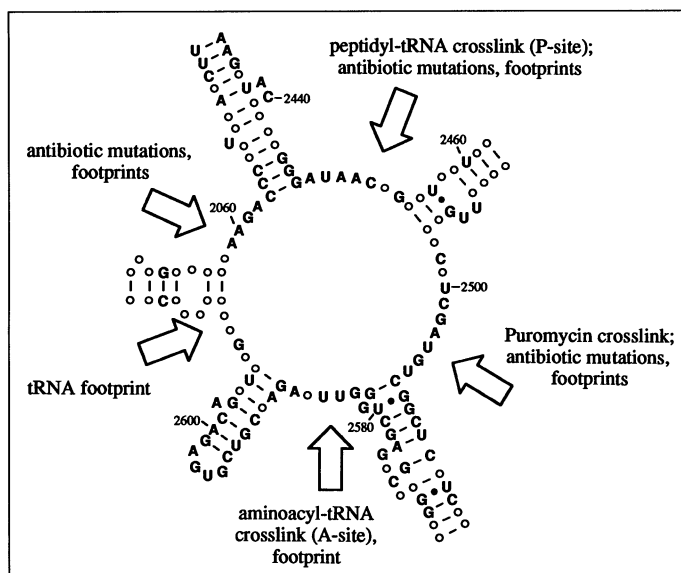 peptidyl-tRNA crosslink (P-site);
antibiotic mutations, footprints
2440
2460
antibiotic mutations,
footprints
2060
A A G A C
G A U A A C G
C U C G A U G U C
2500
Puromycin crosslink;
antibiotic mutations,
footprints
tRNA footprint
2600
A G A U U G G
2580
aminoacyl-tRNA
crosslink (A-site),
footprint